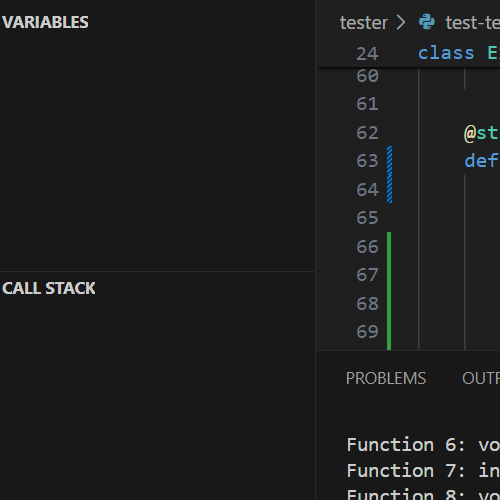 VARIABLES
CALL STACK
tester > test-te
24 class E
60
61
62 @st
63 def
64
65
66
67
68
69
PROBLEMS OUTP
Function 6: vo
Function 7: in
Function 8: vo